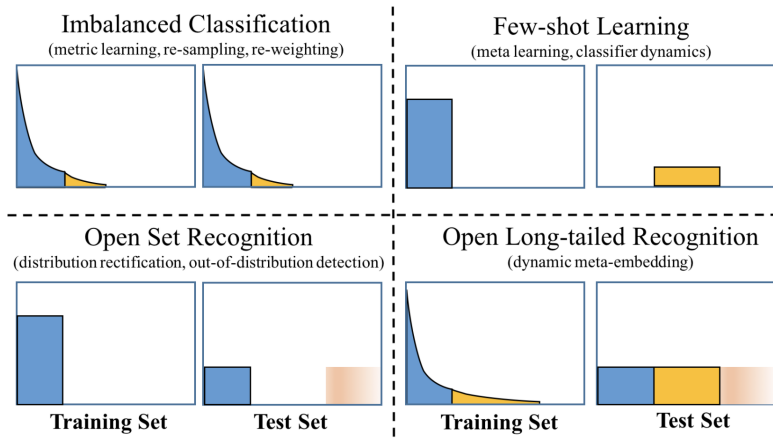 Imbalanced Classification
(metric learning, re-sampling, re-weighting)
Few-shot Learning
(meta learning, classifier dynamics)
Open Set Recognition
(distribution rectification, out-of-distribution detection)
Training Set
Test Set
Open Long-tailed Recognition
(dynamic meta-embedding)
Training Set
Test Set